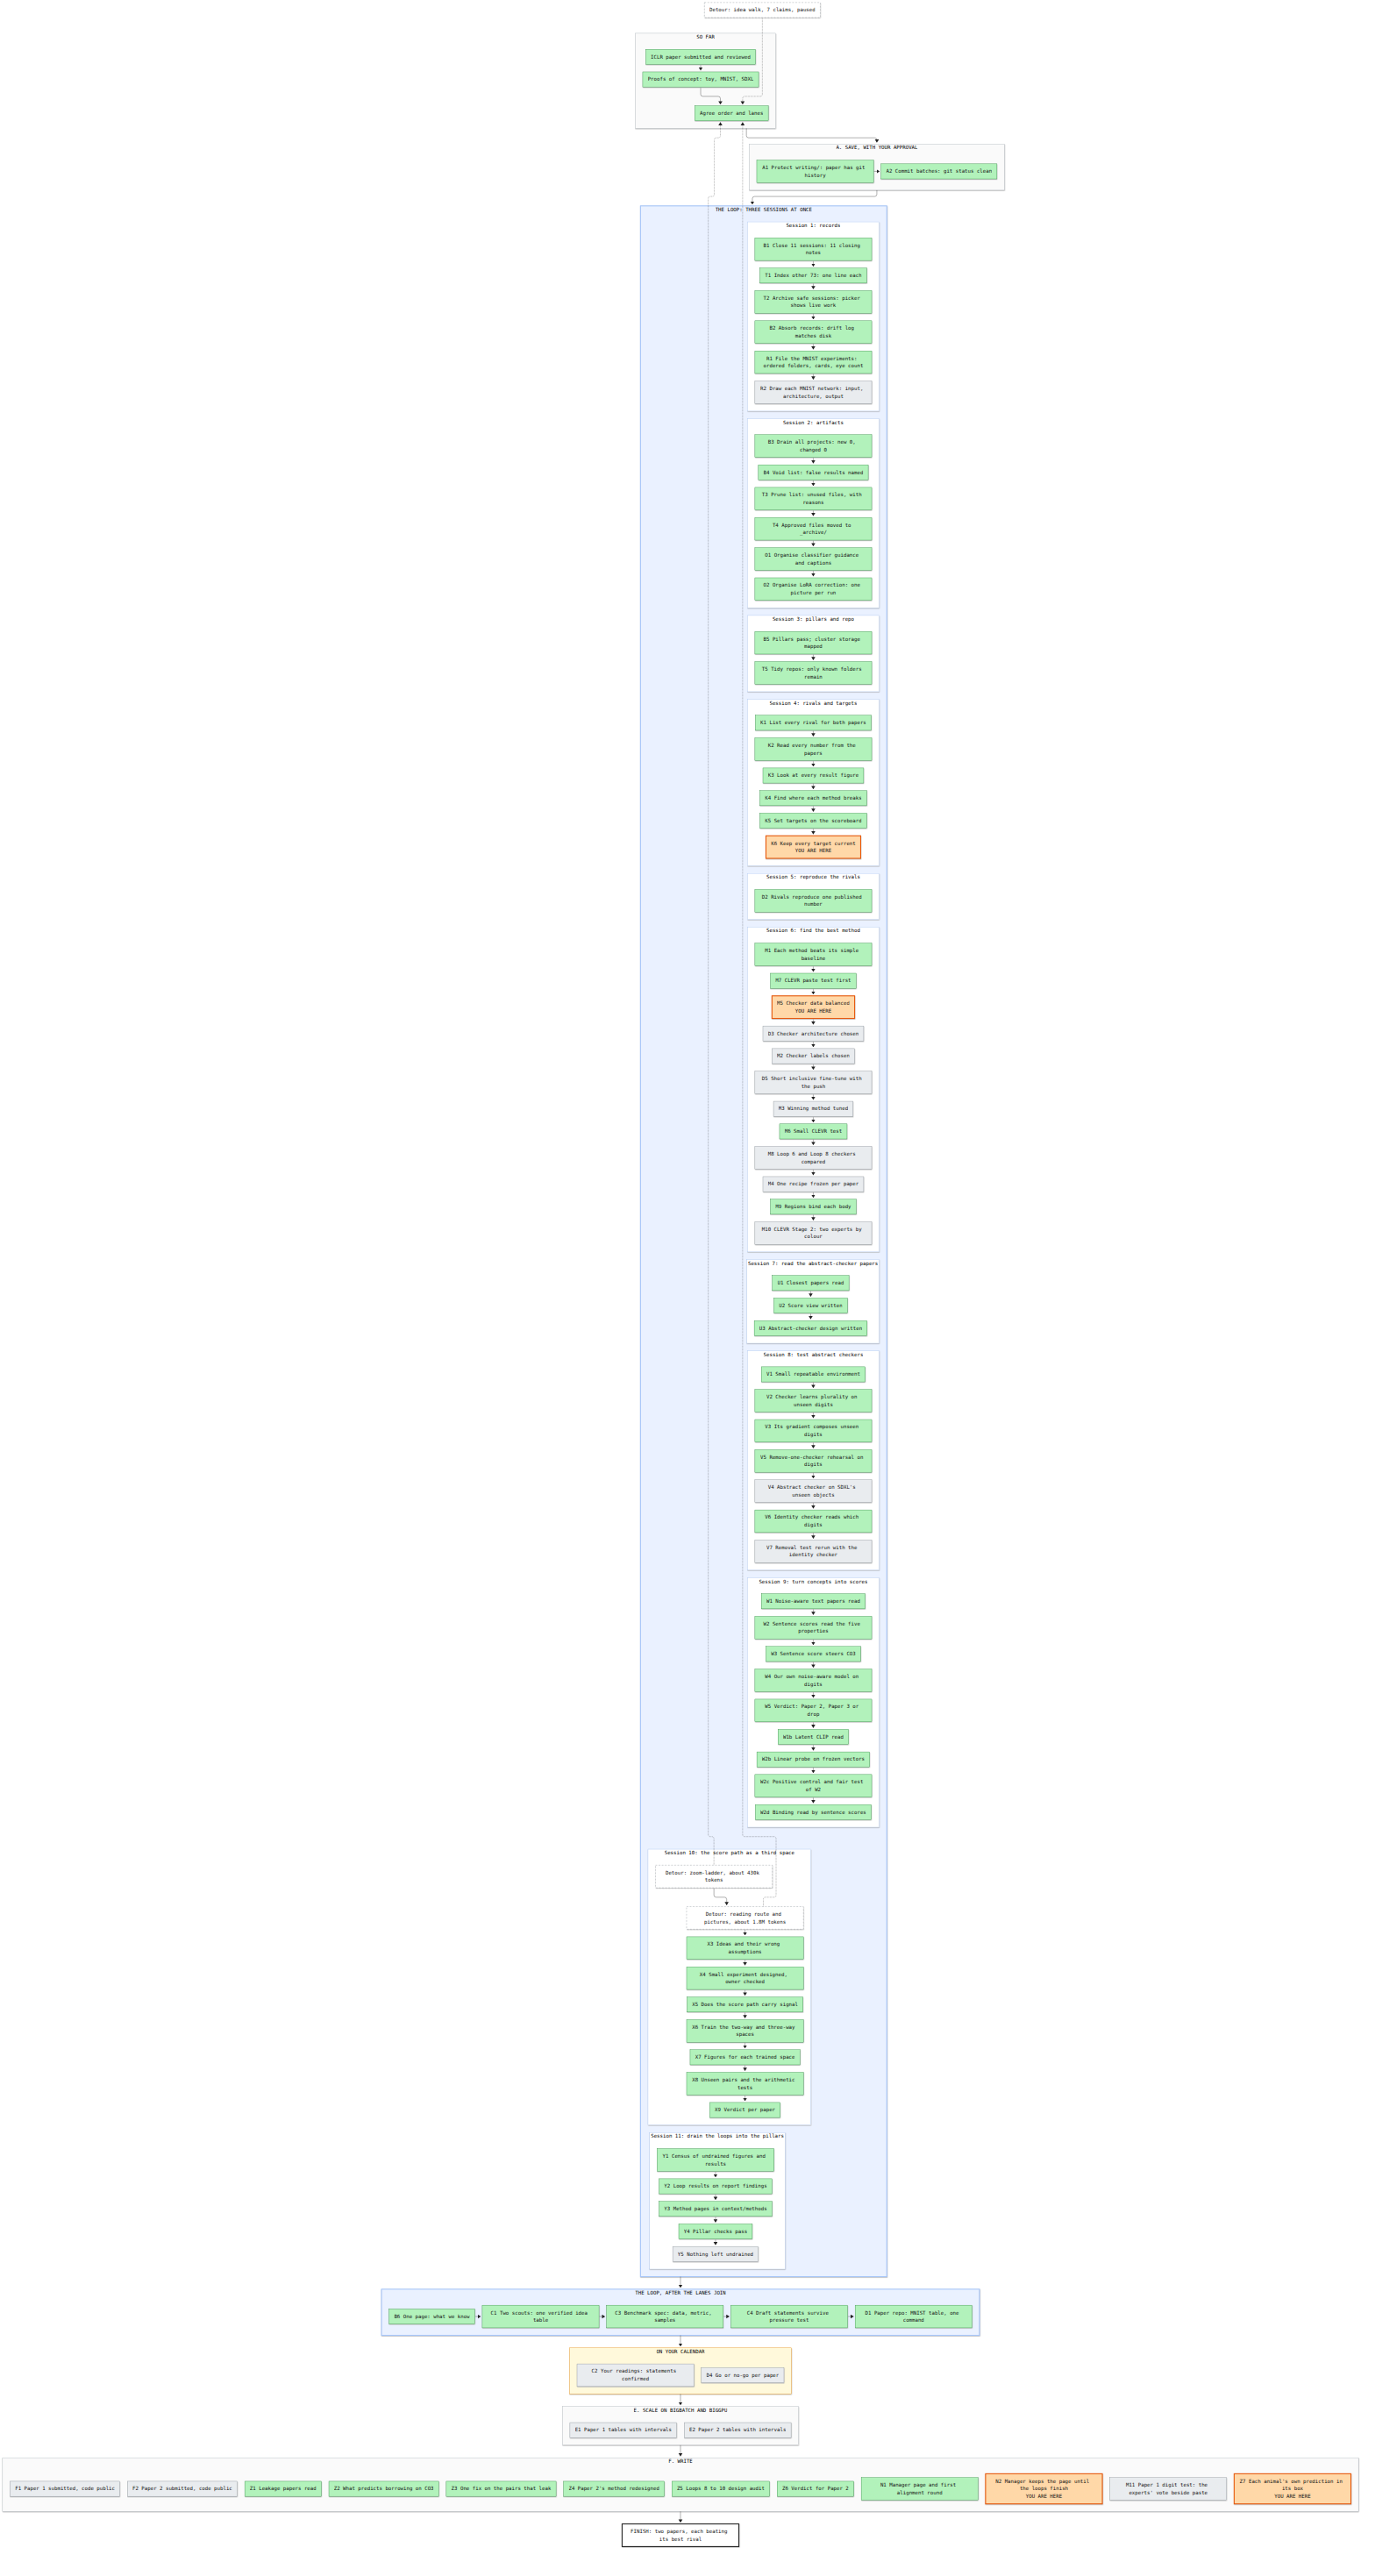 Detour: idea walk, 7 claims, paused
SO FAR
ICLR paper submitted and reviewed
Proofs of concept: toy, MNIST, SDXL
Agree order and lanes
A. SAVE, WITH YOUR APPROVAL
A1 Protect writing/: paper has git
history
A2 Commit batches: git status clean
THE LOOP: THREE SESSIONS AT ONCE
Session 1: records
B1 Close 11 sessions: 11 closing
notes
T1 Index other 73: one line each
T2 Archive safe sessions: picker
shows live work
B2 Absorb records: drift log
matches disk
R1 File the MNIST experiments:
ordered folders, cards, eye count
R2 Draw each MNIST network: input,
architecture, output
Session 2: artifacts
B3 Drain all projects: new 0,
changed 0
B4 Void list: false results named
T3 Prune list: unused files, with
reasons
T4 Approved files moved to
_archive/
O1 Organise classifier guidance
and captions
O2 Organise LoRA correction: one
picture per run
Session 3: pillars and repo
B5 Pillars pass; cluster storage
mapped
T5 Tidy repos: only known folders
remain
Session 4: rivals and targets
K1 List every rival for both papers
K2 Read every number from the
papers
K3 Look at every result figure
K4 Find where each method breaks
K5 Set targets on the scoreboard
K6 Keep every target current
YOU ARE HERE
Session 5: reproduce the rivals
D2 Rivals reproduce one published
number
Session 6: find the best method
M1 Each method beats its simple
baseline
M7 CLEVR paste test first
M5 Checker data balanced
YOU ARE HERE
D3 Checker architecture chosen
M2 Checker labels chosen
D5 Short inclusive fine-tune with
the push
M3 Winning method tuned
M6 Small CLEVR test
M8 Loop 6 and Loop 8 checkers
compared
M4 One recipe frozen per paper
M9 Regions bind each body
M10 CLEVR Stage 2: two experts by
colour
Session 7: read the abstract-checker papers
U1 Closest papers read
U2 Score view written
U3 Abstract-checker design written
Session 8: test abstract checkers
V1 Small repeatable environment
V2 Checker learns plurality on
unseen digits
V3 Its gradient composes unseen
digits
V5 Remove-one-checker rehearsal on
digits
V4 Abstract checker on SDXL's
unseen objects
V6 Identity checker reads which
digits
V7 Removal test rerun with the
identity checker
Session 9: turn concepts into scores
W1 Noise-aware text papers read
W2 Sentence scores read the five
properties
W3 Sentence score steers CO3
W4 Our own noise-aware model on
digits
W5 Verdict: Paper 2, Paper 3 or
drop
W1b Latent CLIP read
W2b Linear probe on frozen vectors
W2c Positive control and fair test
of W2
W2d Binding read by sentence scores
Session 10: the score path as a third space
Detour: zoom-ladder, about 430k
tokens
Detour: reading route and
pictures, about 1.8M tokens
X3 Ideas and their wrong
assumptions
X4 Small experiment designed,
owner checked
X5 Does the score path carry signal
X6 Train the two-way and three-way
spaces
X7 Figures for each trained space
X8 Unseen pairs and the arithmetic
tests
X9 Verdict per paper
Session 11: drain the loops into the pillars
Y1 Census of undrained figures and
results
Y2 Loop results on report findings
Y3 Method pages in context/methods
Y4 Pillar checks pass
Y5 Nothing left undrained
THE LOOP, AFTER THE LANES JOIN
B6 One page: what we know
C1 Two scouts: one verified idea
table
C3 Benchmark spec: data, metric,
samples
C4 Draft statements survive
pressure test
D1 Paper repo: MNIST table, one
command
ON YOUR CALENDAR
C2 Your readings: statements
confirmed
D4 Go or no-go per paper
E. SCALE ON BIGBATCH AND BIGGPU
E1 Paper 1 tables with intervals
E2 Paper 2 tables with intervals
F. WRITE
F1 Paper 1 submitted, code public
F2 Paper 2 submitted, code public
Z1 Leakage papers read
Z2 What predicts borrowing on CO3
Z3 One fix on the pairs that leak
Z4 Paper 2's method redesigned
Z5 Loops 8 to 10 design audit
Z6 Verdict for Paper 2
N1 Manager page and first
alignment round
N2 Manager keeps the page until
the loops finish
YOU ARE HERE
M11 Paper 1 digit test: the
experts' vote beside paste
Z7 Each animal's own prediction in
its box
YOU ARE HERE
FINISH: two papers, each beating
its best rival